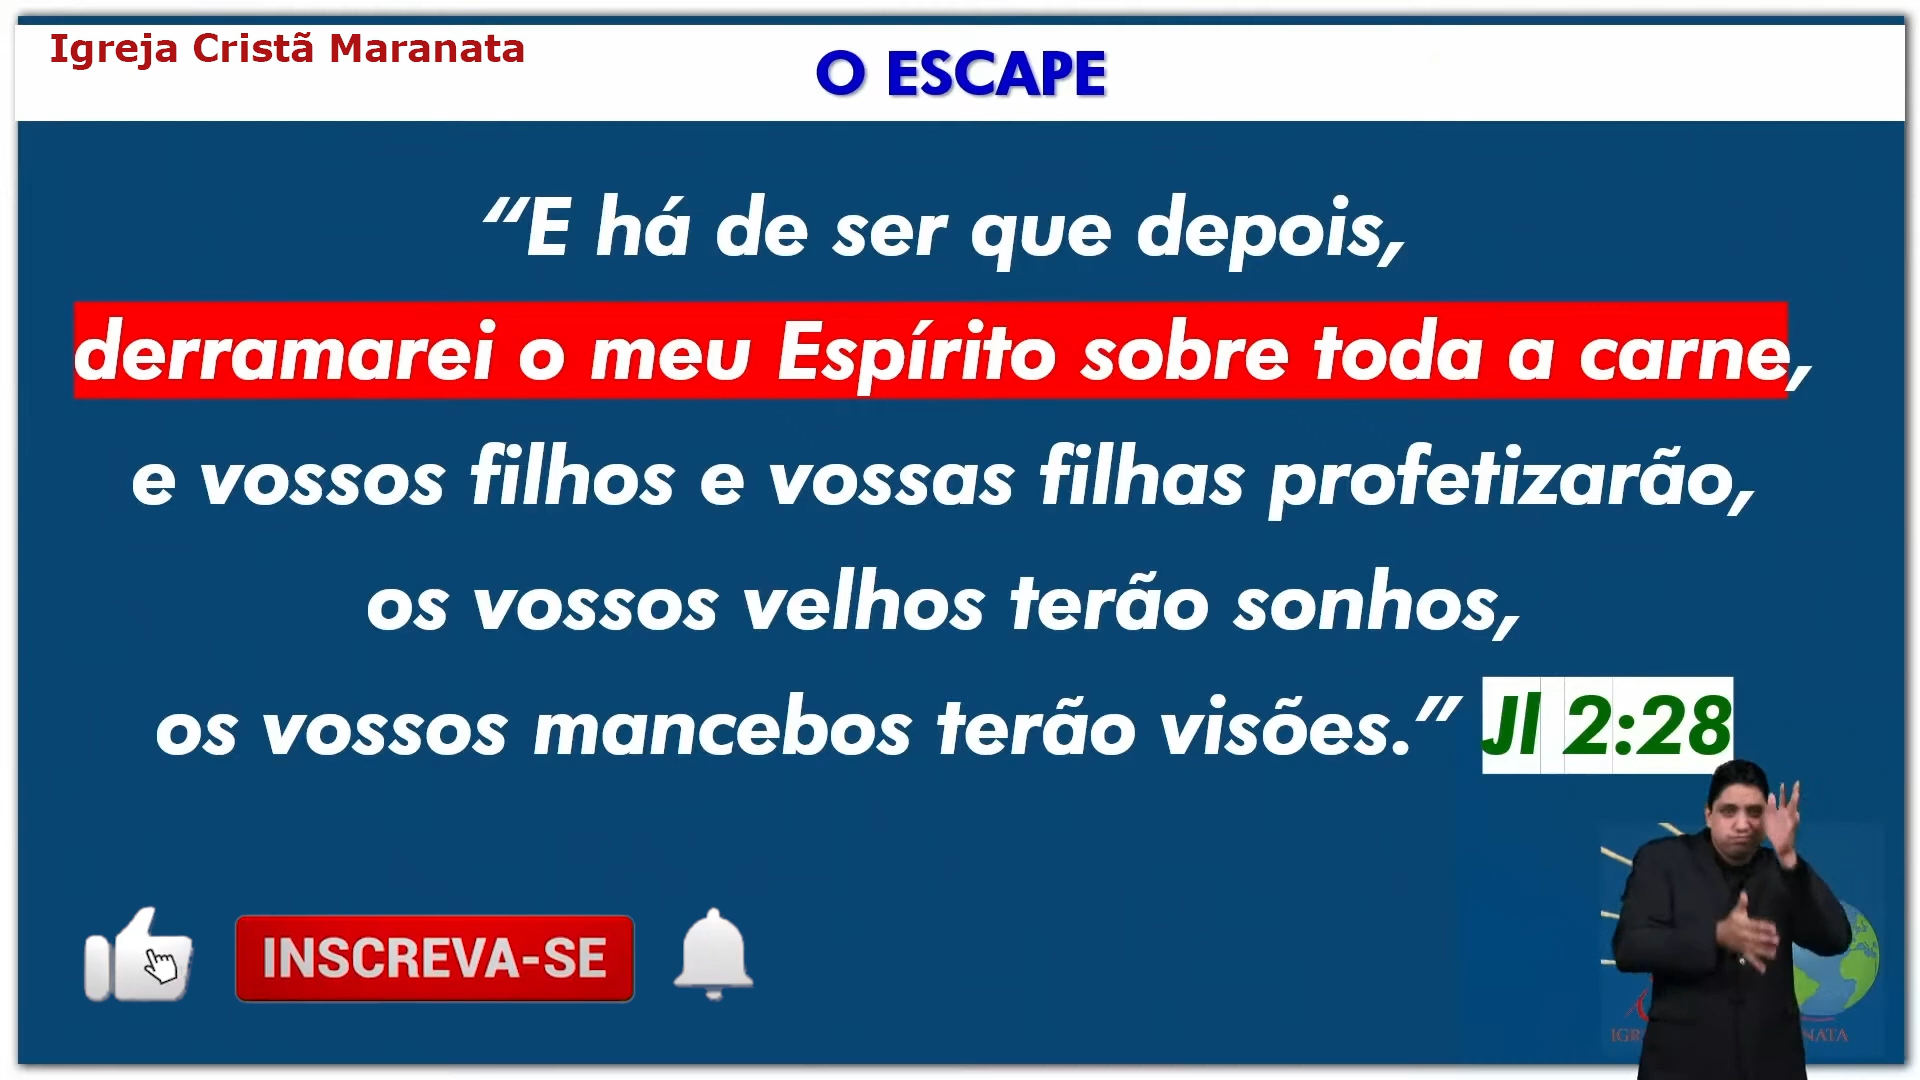 Igreja Cristã Maranata
O ESCAPE
“E há de ser que depois,
derramarei o meu Espírito sobre toda a carne,
e vossos filhos e vossas filhas profetizarão,
os vossos velhos terão sonhos,
os vossos mancebos terão visões.” Jl 2:28
INSCREVA-SE